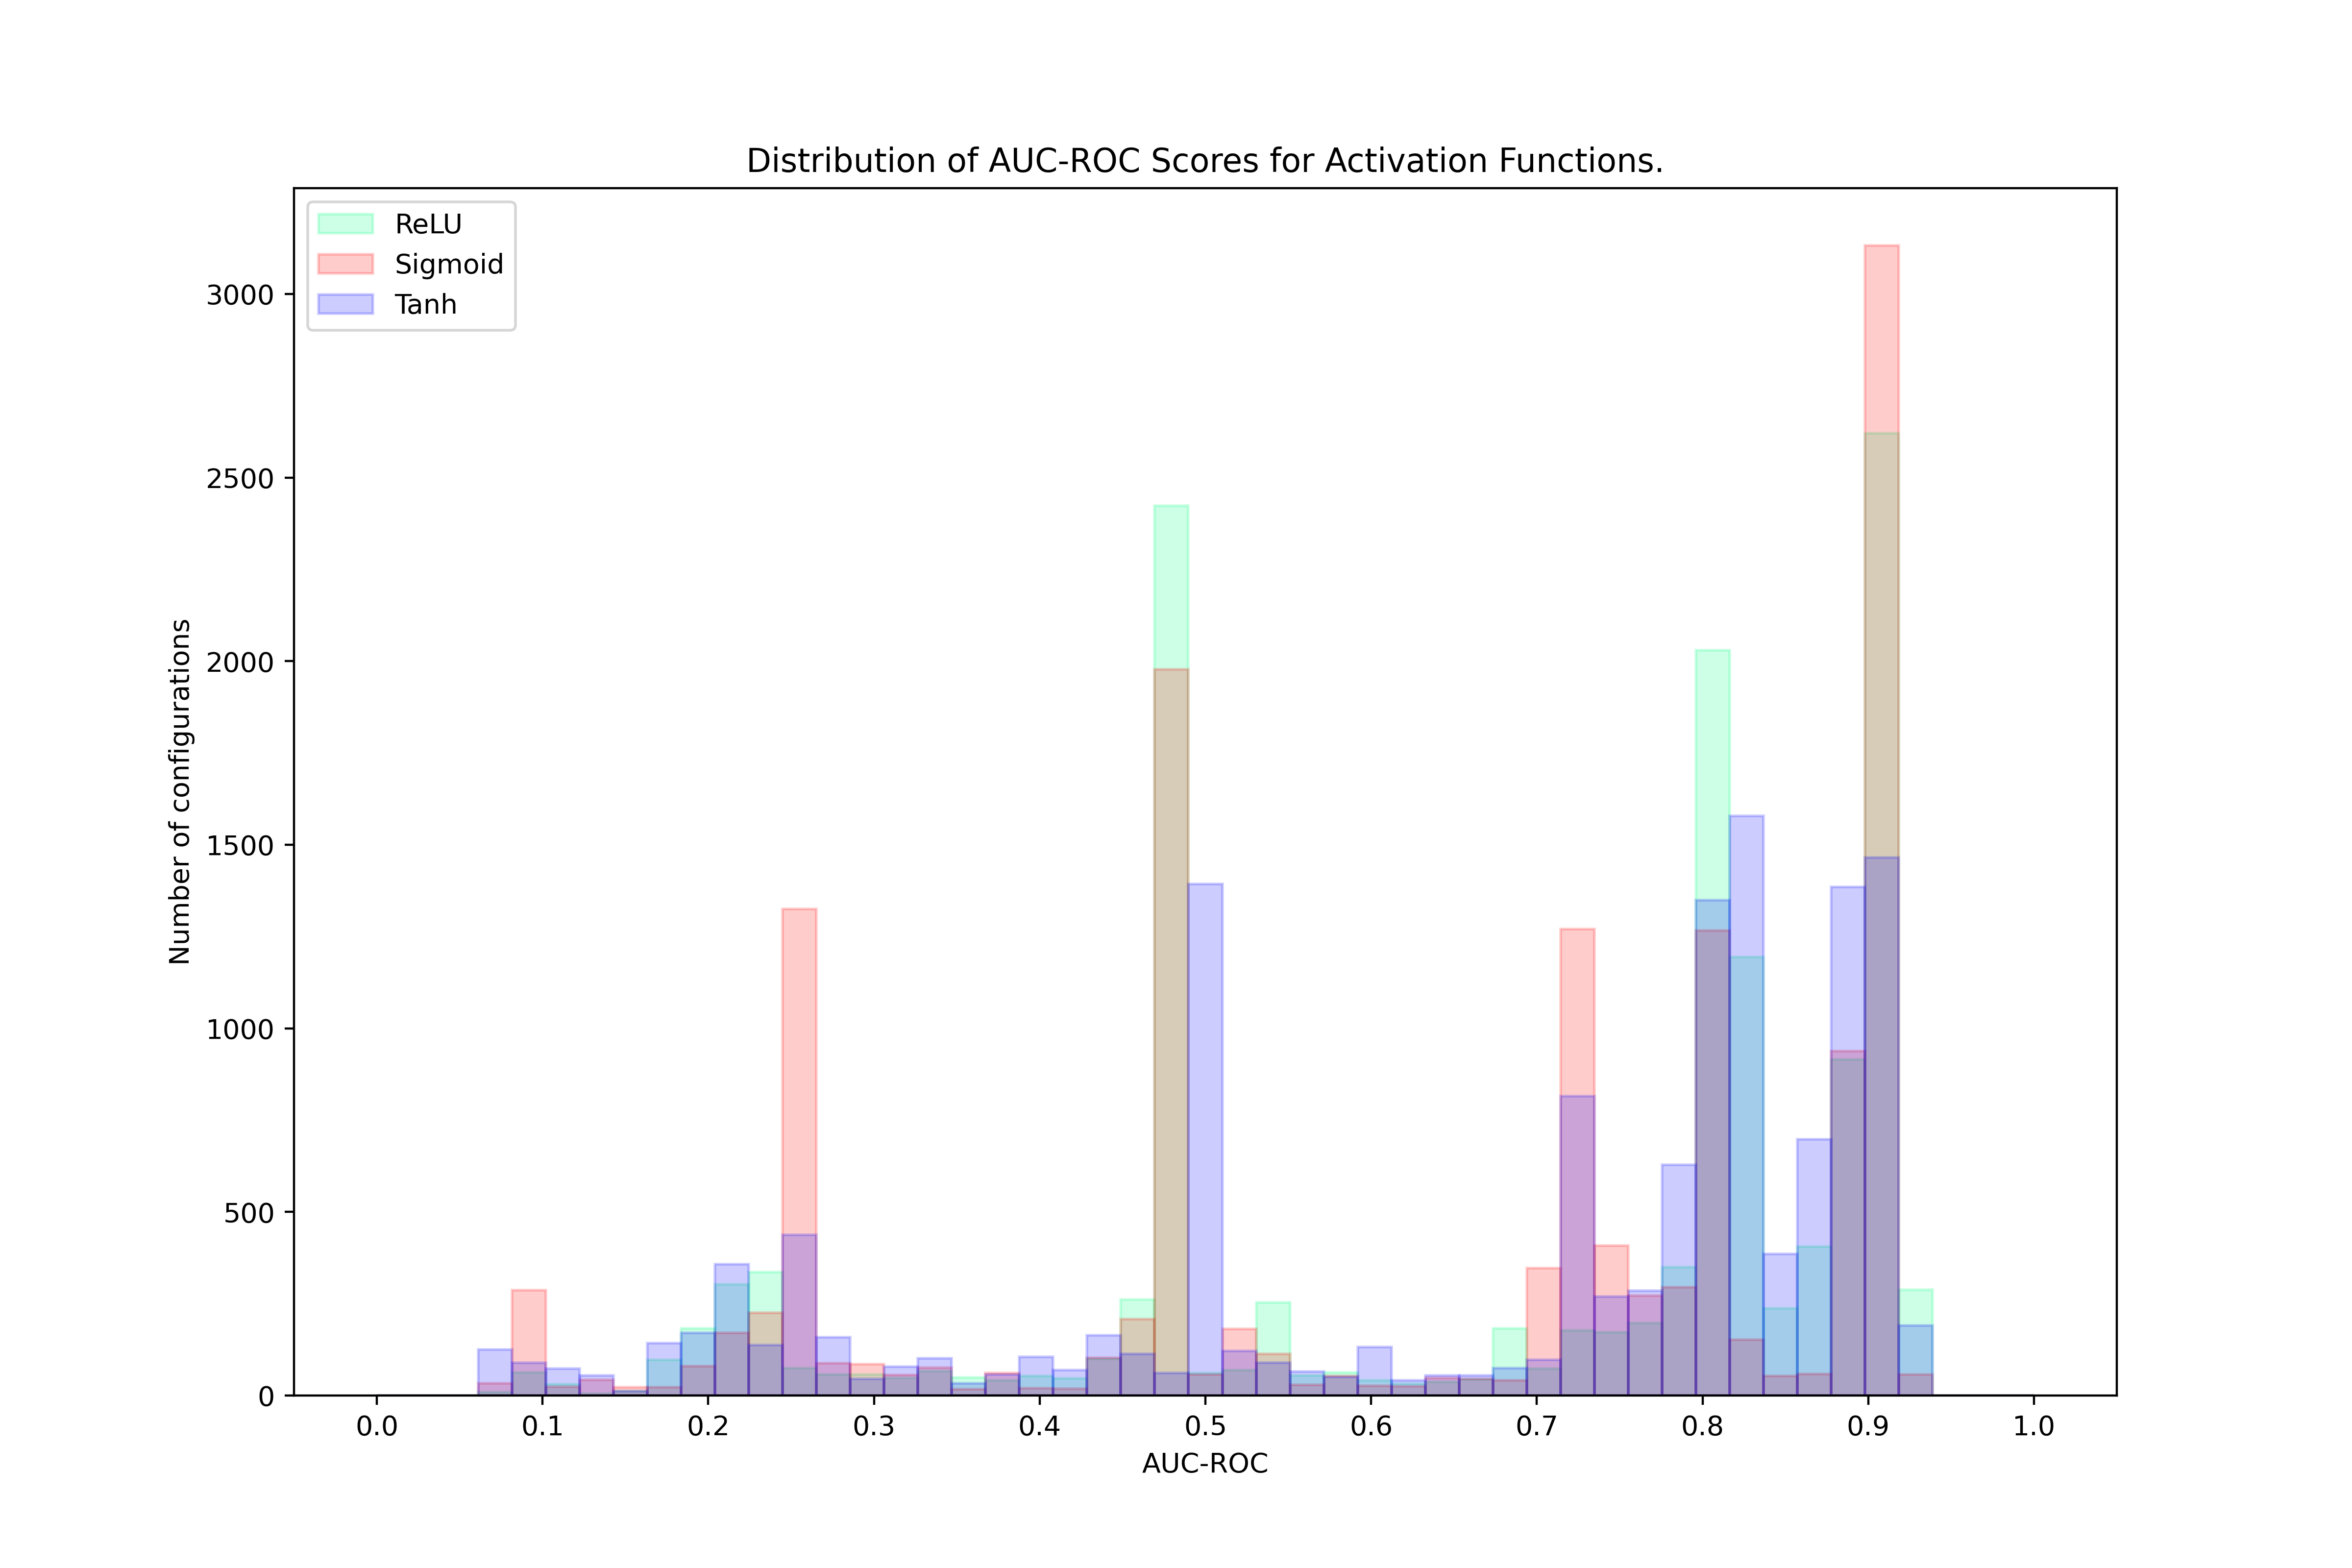 Distribution of AUC-ROC Scores for Activation Functions.
ReLU
Sigmoid
Tanh
Number of configurations
3000
2500
2000
1500
1000
500
0
0.0 0.1 0.2 0.3 0.4 0.5 0.6 0.7 0.8 0.9 1.0
AUC-ROC